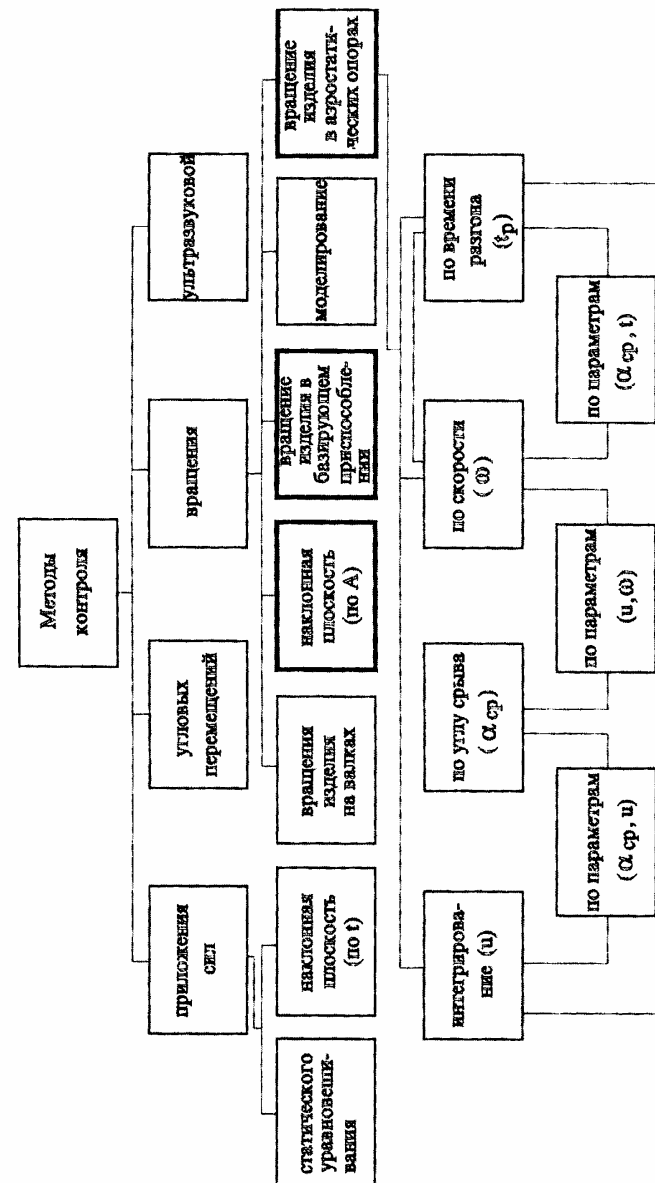 Методы
контроля
приложения
сил
угловых
перемещений
вращения
ультразвуковой
статического
уравновеши-
вания
наклонная
плоскость
(по t)
вращения
изделия
на валках
наклонная
плоскость
(по А)
вращение
изделия в
базирующем
приспособле-
нии
моделирование
вращение
изделия
в аэростати-
ческих опорах
интегрирова-
ние (u)
по углу срыва
(α ср)
по скорости
(ω)
по времени
разгона
(tр)
по параметрам
(α ср, u)
по параметрам
(u, ω)
по параметрам
(α ср, t)